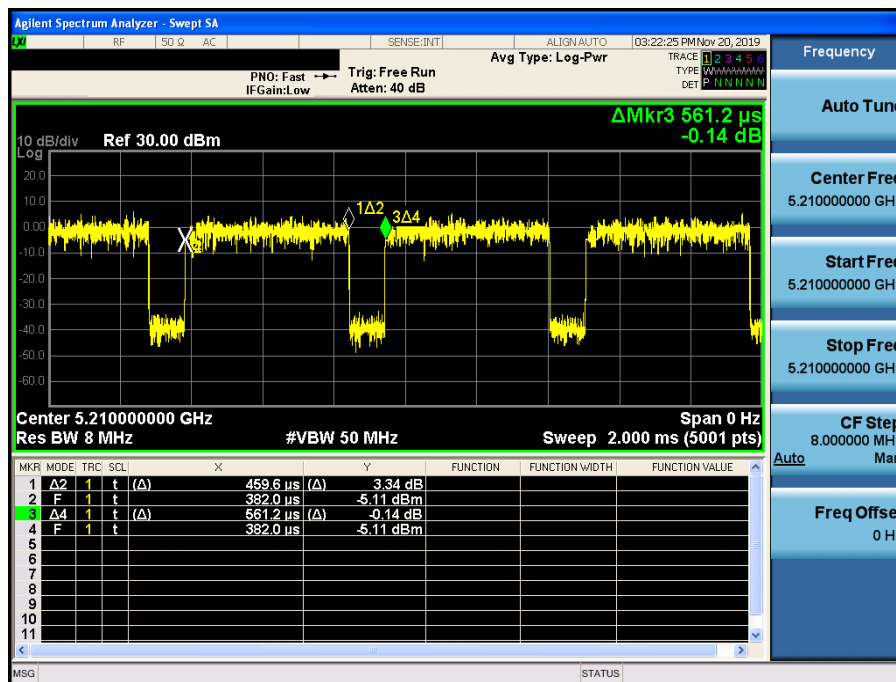 Agilent Spectrum Analyzer - Swept SA
LXI RF 50 Ω AC SENSE:INT ALIGN AUTO 03:22:25 PM Nov 20, 2019
Frequency
Avg Type: Log-Pwr
TRACE 1 2 3 4 5 6
PNO: Fast Trig: Free Run
TYPE W
IFGain:Low Atten: 40 dB
DET P N N N N N
Auto Tune
ΔMkr3 561.2 µs
-0.14 dB
10 dB/div Ref 30.00 dBm
Log
20.0
10.0
0.00
-10.0
-20.0
-30.0
-40.0
-50.0
-60.0
1Δ2
3Δ4
Center Freq
5.210000000 GH
Start Freq
5.210000000 GH
Stop Freq
5.210000000 GH
CF Step
8.000000 MH
Auto Man
Freq Offse
0 H
Center 5.210000000 GHz Span 0 Hz
Res BW 8 MHz #VBW 50 MHz Sweep 2.000 ms (5001 pts)
MKR MODE TRC SCL X Y FUNCTION FUNCTION WIDTH FUNCTION VALUE
1 Δ2 1 t (Δ) 459.6 µs (Δ) 3.34 dB
2 F 1 t 382.0 µs -5.11 dBm
3 Δ4 1 t (Δ) 561.2 µs (Δ) -0.14 dB
4 F 1 t 382.0 µs -5.11 dBm
5
6
7
8
9
10
11
MSG STATUS